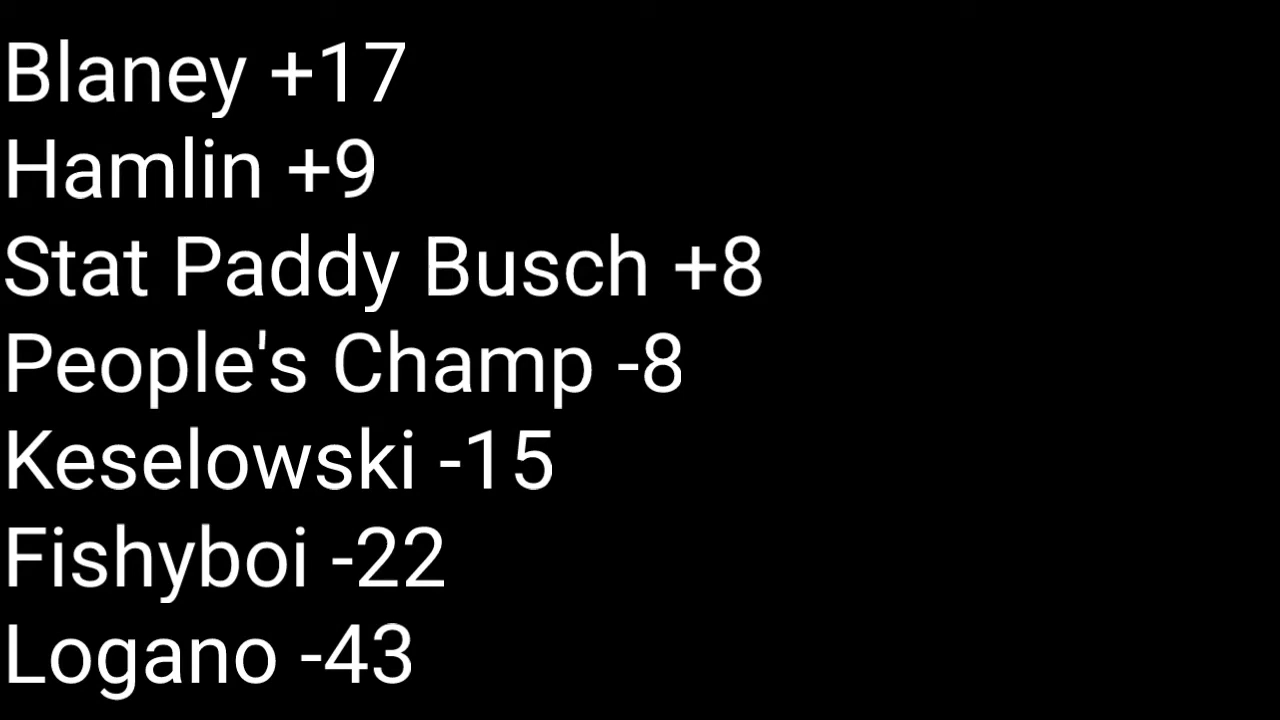 Blaney +17
Hamlin +9
Stat Paddy Busch +8
People's Champ -8
Keselowski -15
Fishyboi -22
Logano -43